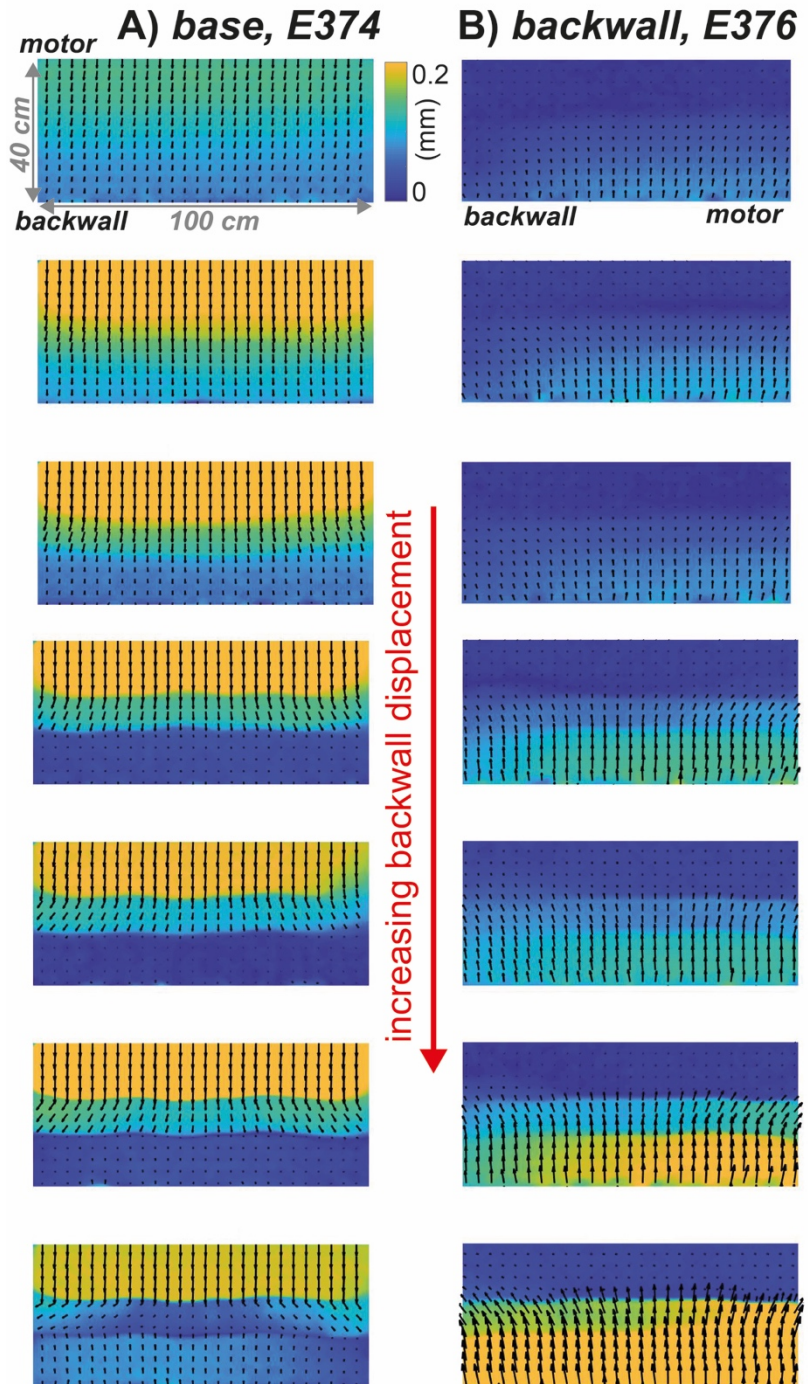 A) base, E374
B) backwall, E376
motor
40 cm
0.2
(mm)
0
backwall
100 cm
backwall
motor
increasing backwall displacement